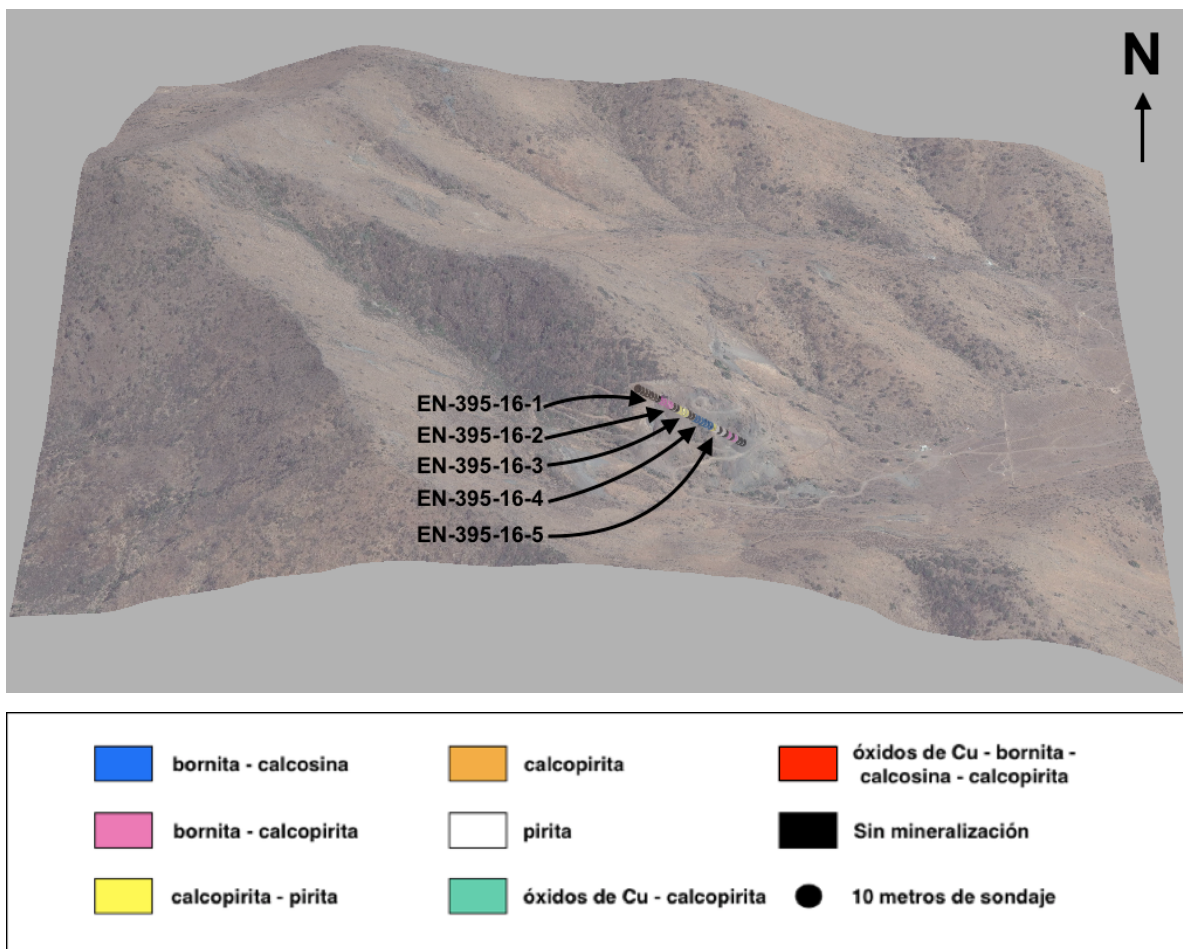 N
EN-395-16-1
EN-395-16-2
EN-395-16-3
EN-395-16-4
EN-395-16-5
bornita - calcosina
calcopirita
óxidos de Cu - bornita -
calcosina - calcopirita
bornita - calcopirita
pirita
Sin mineralización
calcopirita - pirita
óxidos de Cu - calcopirita
10 metros de sondaje